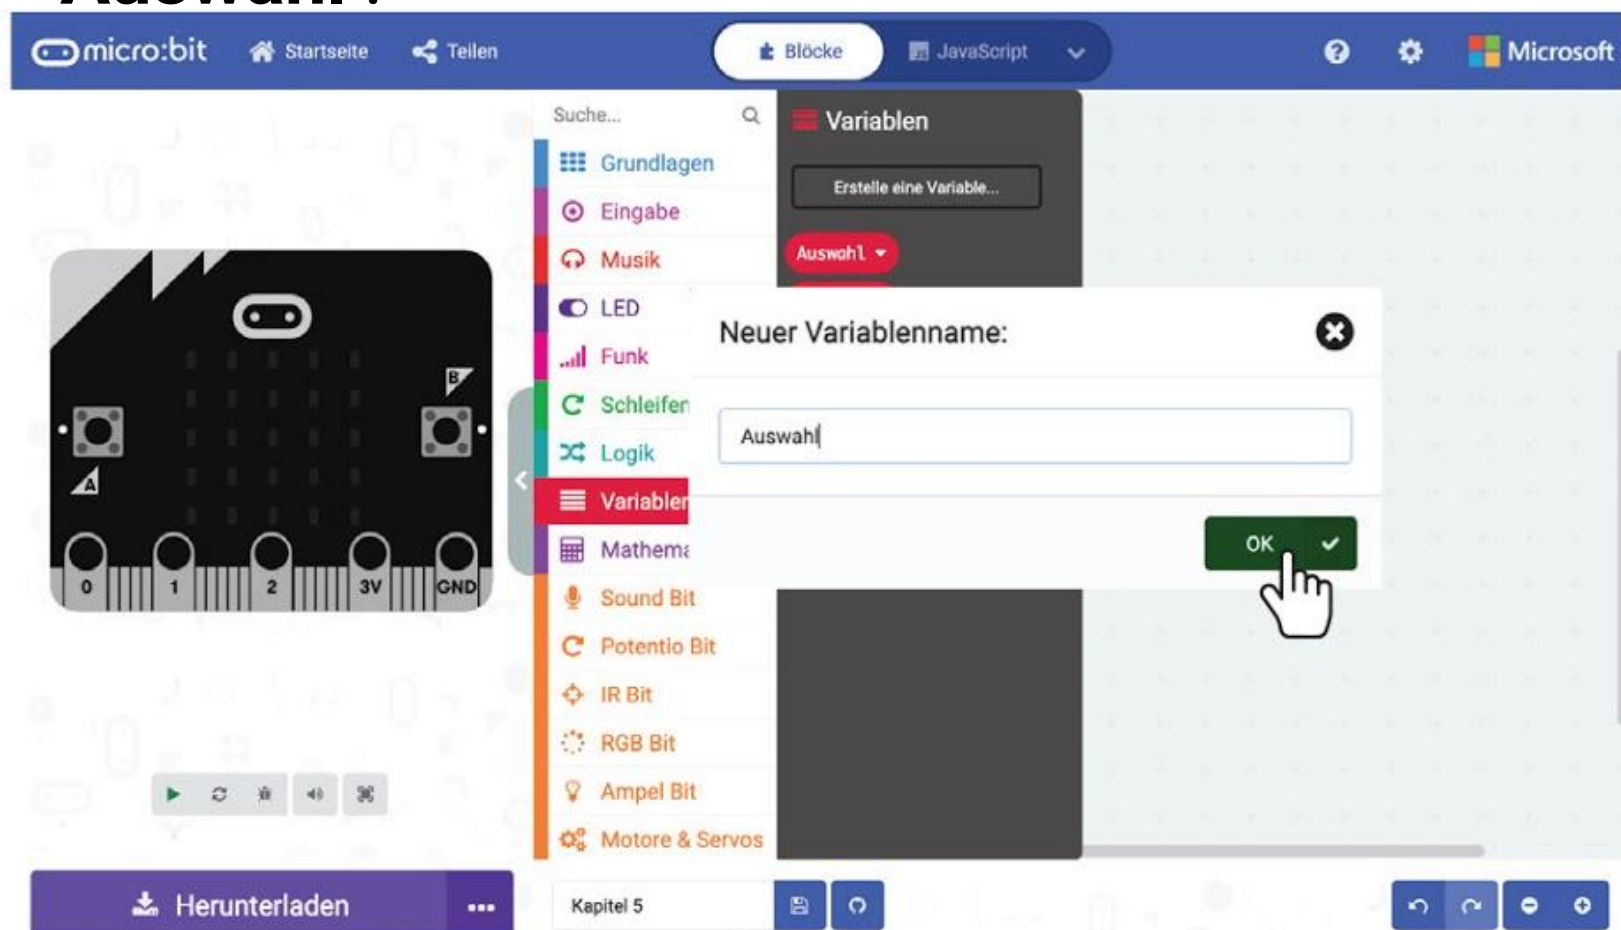 Auswahl.
micro:bit Startseite Teilen Blöcke JavaScript Microsoft
Suche...
Grundlagen
Eingabe
Musik
LED
Funk
Schleifen
Logik
Variablen
Mathema
Sound Bit
Potentio Bit
IR Bit
RGB Bit
Ampel Bit
Motore & Servos
Variablen
Erstelle eine Variable...
Auswahl
Neuer Variablenname:
Auswahl
OK
A
B
0 1 2 3V GND
Herunterladen ...
Kapitel 5